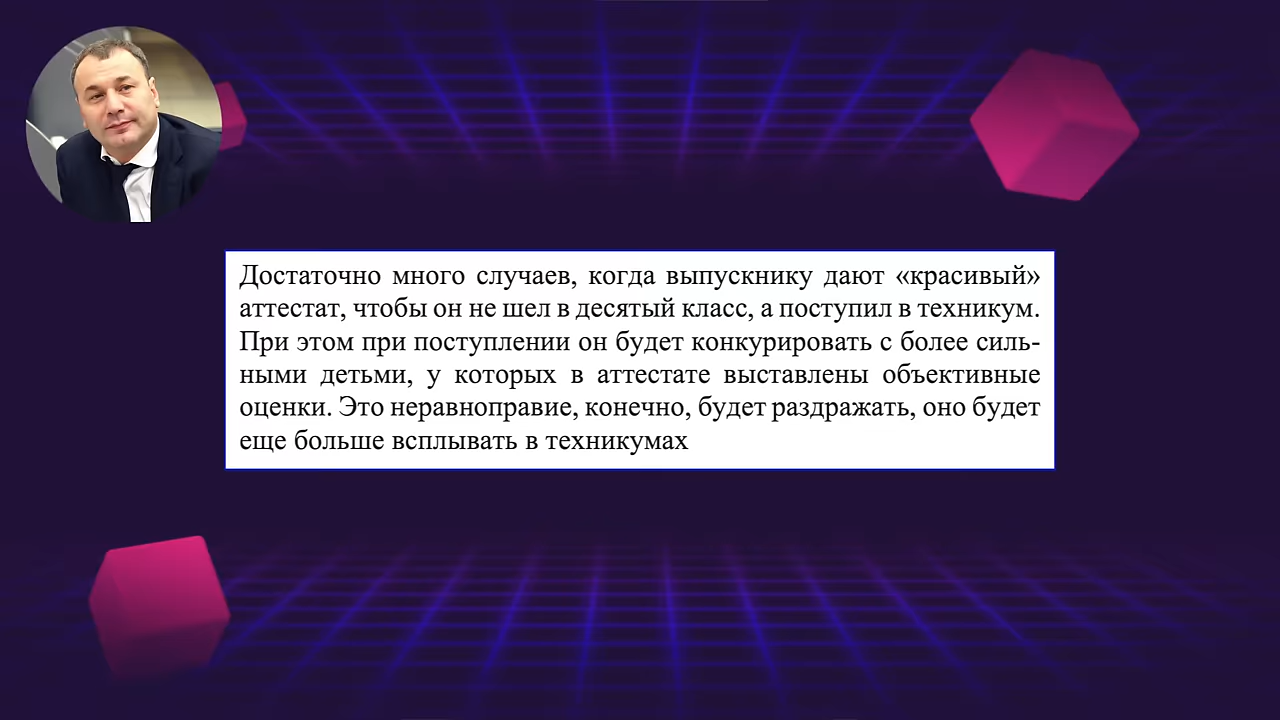 Достаточно много случаев, когда выпускнику дают «красивый»
аттестат, чтобы он не шел в десятый класс, а поступил в техникум.
При этом при поступлении он будет конкурировать с более силь-
ными детьми, у которых в аттестате выставлены объективные
оценки. Это неравноправие, конечно, будет раздражать, оно будет
еще больше всплывать в техникумах